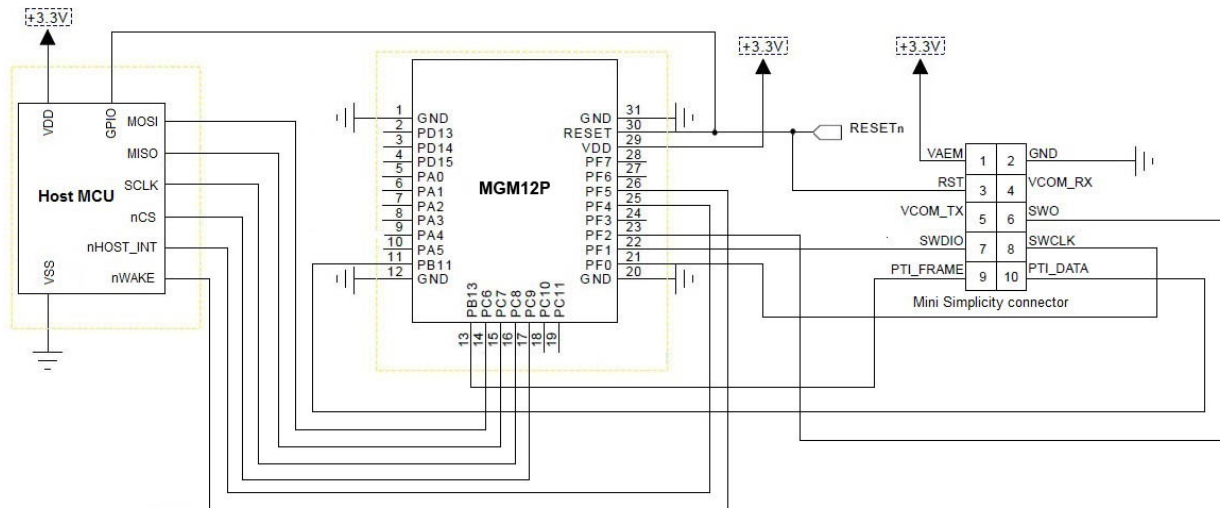 +3.3V
VDD
GPIO
MOSI
MISO
SCLK
nCS
nHOST_INT
nWAKE
VSS
Host MCU
MGM12P
1 GND
2 PD13
3 PD14
4 PD15
5 PA0
6 PA1
7 PA2
8 PA3
9 PA4
10 PA5
11 PB11
12 GND
13 PB13
14 PC6
15 PC7
16 PC8
17 PC9
18 PC10
19 PC11
GND 31
RESET 30
VDD 29
PF7 28
PF6 27
PF5 26
PF4 25
PF3 24
PF2 23
PF1 22
PF0 21
GND 20
+3.3V
RESETn
+3.3V
VAEM 1 2 GND
RST 3 4 VCOM_RX
VCOM_TX 5 6 SWO
SWDIO 7 8 SWCLK
PTI_FRAME 9 10 PTI_DATA
Mini Simplicity connector